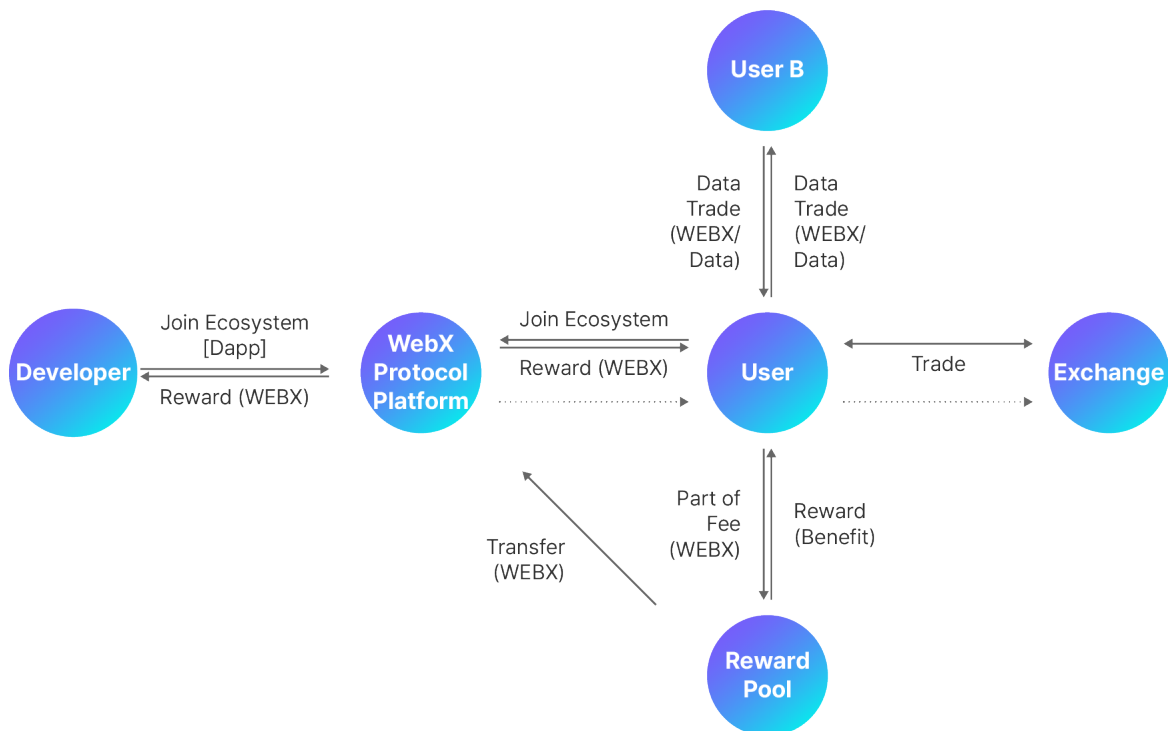 User B
Data
Trade
(WEBX/
Data)
Data
Trade
(WEBX/
Data)
Developer
Join Ecosystem
[Dapp]
Reward (WEBX)
WebX
Protocol
Platform
Join Ecosystem
Reward (WEBX)
User
Trade
Exchange
Transfer
(WEBX)
Part of
Fee
(WEBX)
Reward
(Benefit)
Reward
Pool